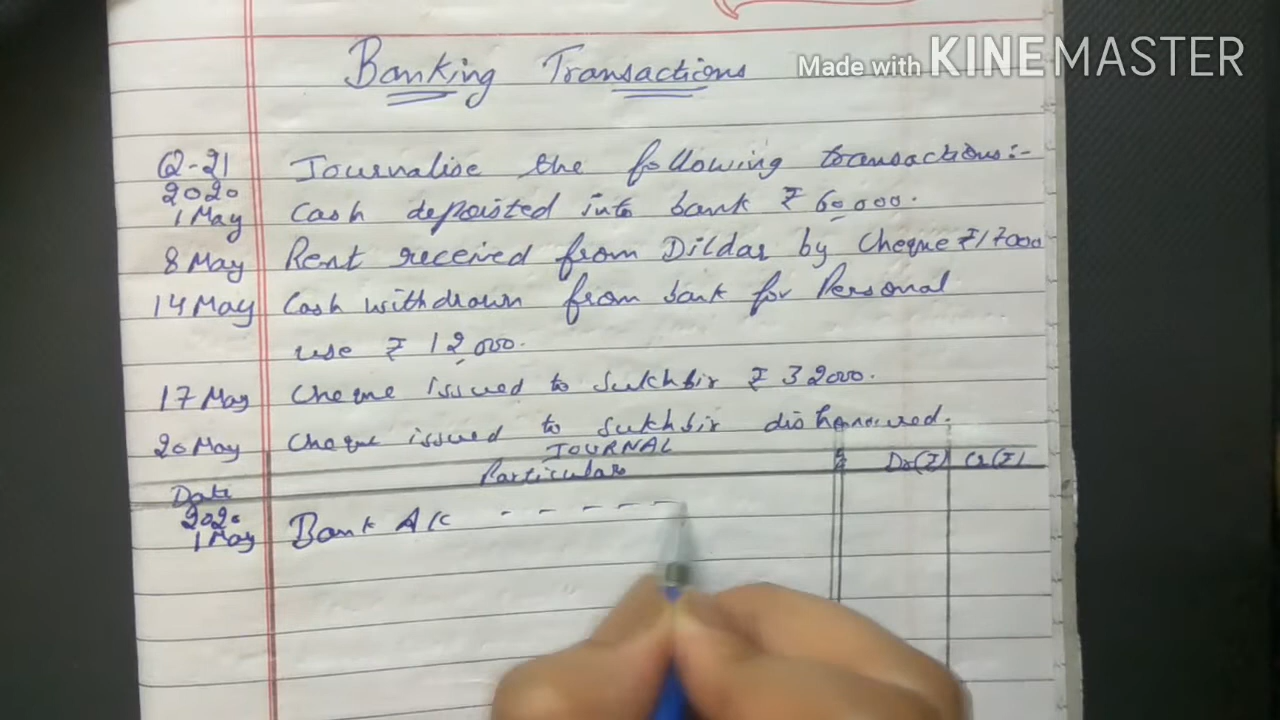 Made with KINEMASTER
Banking Transactions
Q-21 Journalise the following transactions:-
2020
1 May Cash deposited into bank ₹ 60,000.
8 May Rent received from Dildar by Cheque ₹17000
14 May Cash withdrawn from bank for Personal
use ₹ 12,000.
17 May Cheque issued to Sukhbir ₹ 32000.
20 May Cheque issued to Sukhbir dishonoured.
JOURNAL
Date Particulars Dr(₹) Cr(₹)
2020
1 May Bank A/c - - - - -